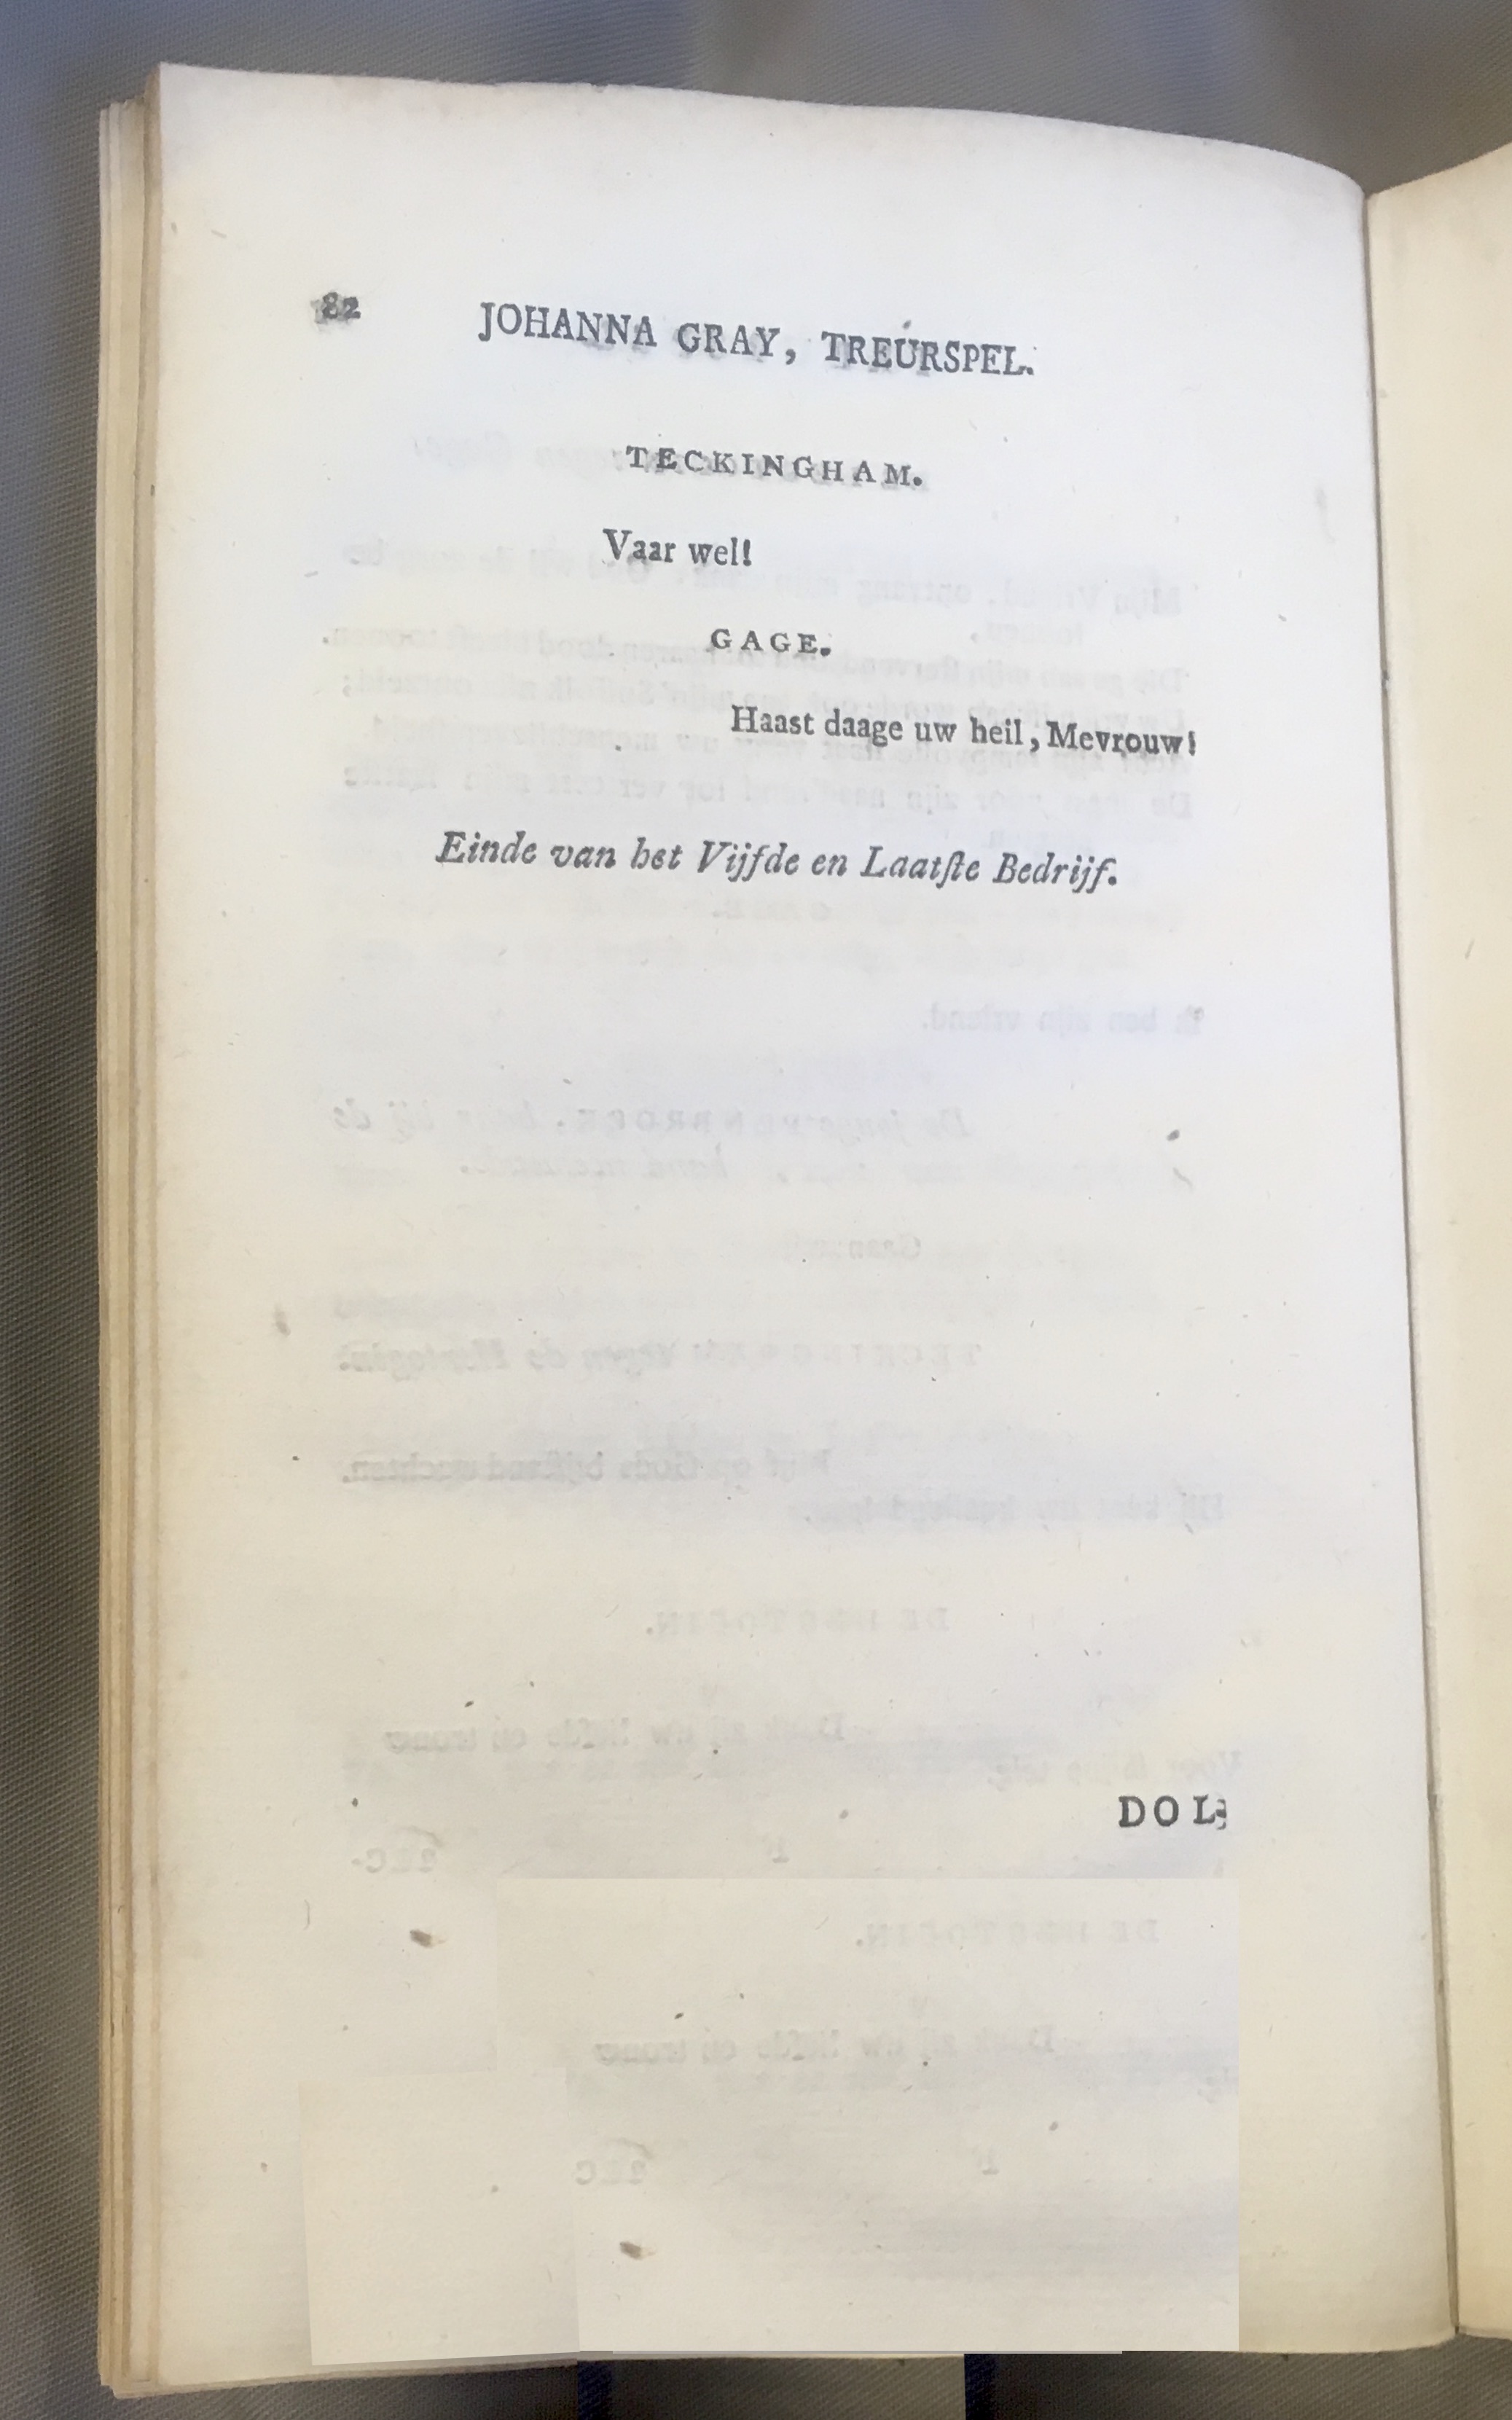 82 JOHANNA GRAY, TREURSPEL.
TECKINGHAM.
Vaar wel!
GAGE.
Haast daage uw heil, Mevrouw!
Einde van het Vijfde en Laatſte Bedrijf.
DOL-